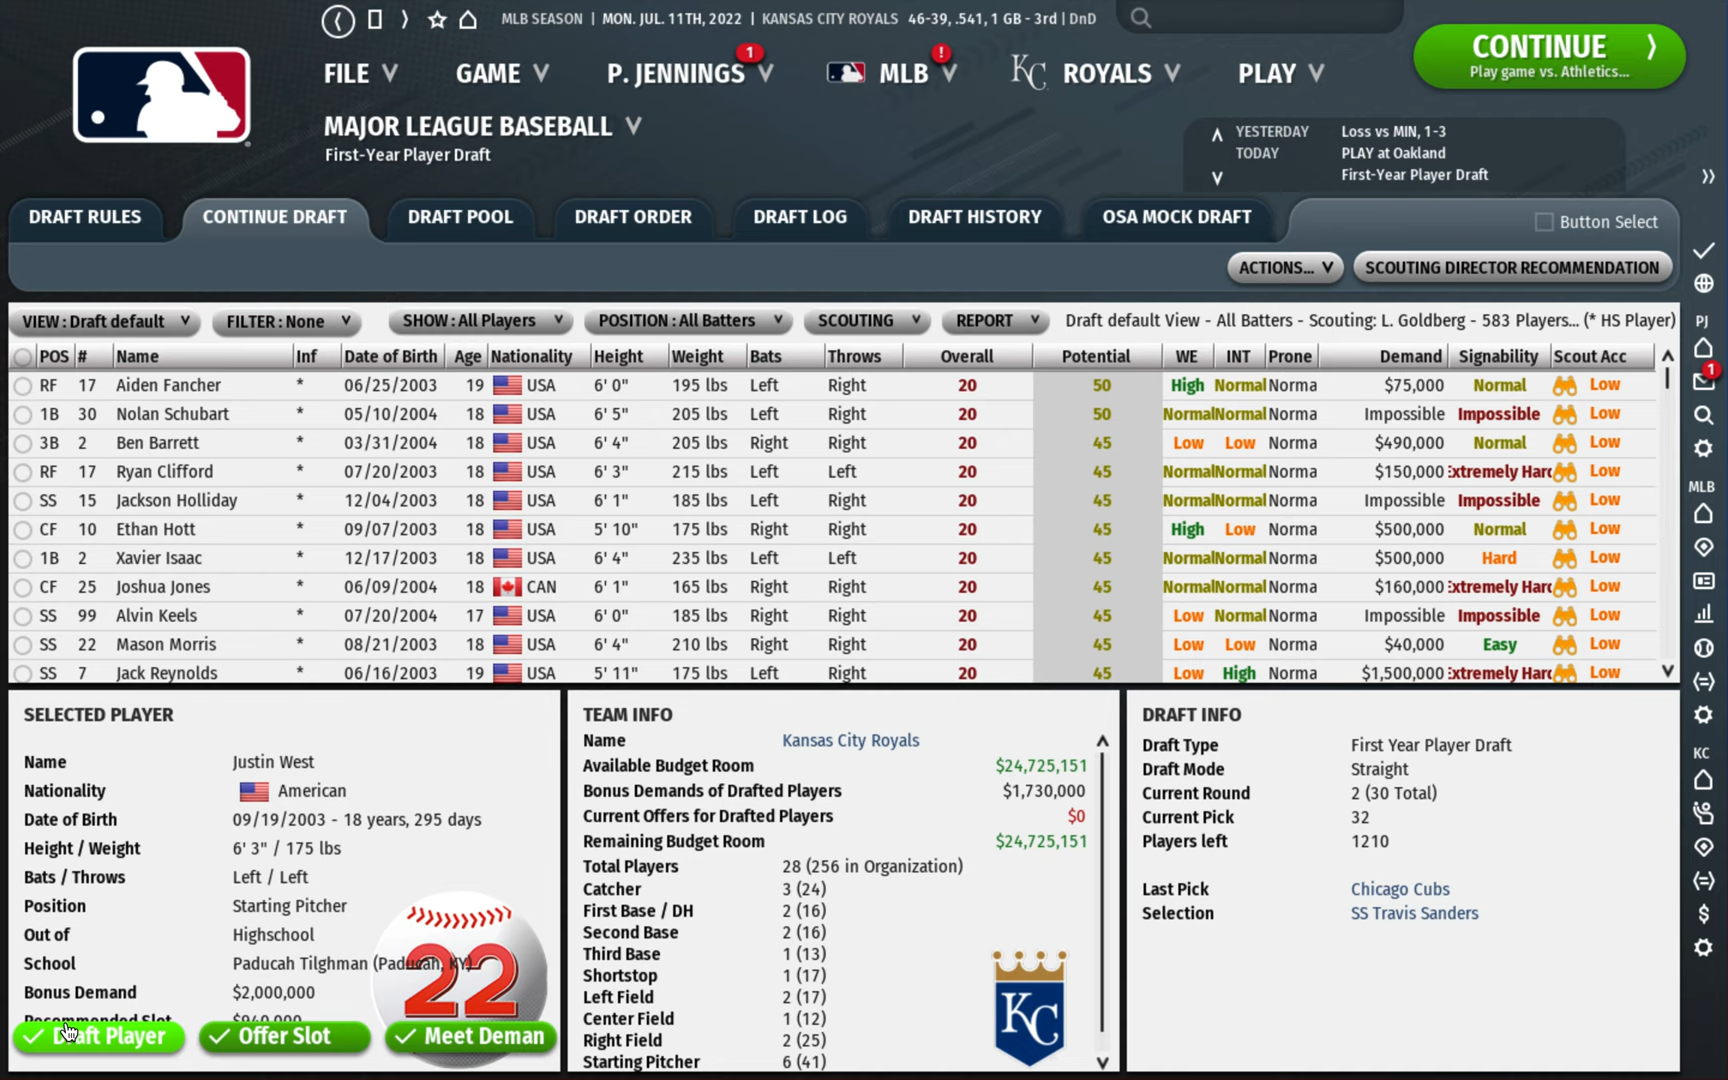 MLB SEASON | MON. JUL. 11TH, 2022 | KANSAS CITY ROYALS 46-39, .541, 1 GB - 3rd | DnD
FILE GAME P. JENNINGS 1 MLB ! KC ROYALS PLAY
CONTINUE
Play game vs. Athletics...
MAJOR LEAGUE BASEBALL
First-Year Player Draft
YESTERDAY Loss vs MIN, 1-3
TODAY PLAY at Oakland
First-Year Player Draft
DRAFT RULES CONTINUE DRAFT DRAFT POOL DRAFT ORDER DRAFT LOG DRAFT HISTORY OSA MOCK DRAFT Button Select
ACTIONS... SCOUTING DIRECTOR RECOMMENDATION
VIEW : Draft default FILTER : None SHOW : All Players POSITION : All Batters SCOUTING REPORT Draft default View - All Batters - Scouting: L. Goldberg - 583 Players... (* HS Player)
POS # Name Inf Date of Birth Age Nationality Height Weight Bats Throws Overall Potential WE INT Prone Demand Signability Scout Acc
RF 17 Aiden Fancher * 06/25/2003 19 USA 6' 0" 195 lbs Left Right 20 50 High Normal Norma $75,000 Normal Low
1B 30 Nolan Schubart * 05/10/2004 18 USA 6' 5" 205 lbs Left Right 20 50 Normal Normal Norma Impossible Impossible Low
3B 2 Ben Barrett * 03/31/2004 18 USA 6' 4" 205 lbs Right Right 20 45 Low Low Norma $490,000 Normal Low
RF 17 Ryan Clifford * 07/20/2003 18 USA 6' 3" 215 lbs Left Left 20 45 Normal Normal Norma $150,000 Extremely Hard Low
SS 15 Jackson Holliday * 12/04/2003 18 USA 6' 1" 185 lbs Left Right 20 45 Normal Normal Norma Impossible Impossible Low
CF 10 Ethan Hott * 09/07/2003 18 USA 5' 10" 175 lbs Right Right 20 45 High Low Norma $500,000 Normal Low
1B 2 Xavier Isaac * 12/17/2003 18 USA 6' 4" 235 lbs Left Left 20 45 Normal Normal Norma $500,000 Hard Low
CF 25 Joshua Jones * 06/09/2004 18 CAN 6' 1" 165 lbs Right Right 20 45 Normal Normal Norma $160,000 Extremely Hard Low
SS 99 Alvin Keels * 07/20/2004 17 USA 6' 0" 185 lbs Left Right 20 45 Low Normal Norma Impossible Impossible Low
SS 22 Mason Morris * 08/21/2003 18 USA 6' 4" 210 lbs Right Right 20 45 Low Low Norma $40,000 Easy Low
SS 7 Jack Reynolds * 06/16/2003 19 USA 5' 11" 175 lbs Left Right 20 45 Low High Norma $1,500,000 Extremely Hard Low
SELECTED PLAYER
Name Justin West
Nationality American
Date of Birth 09/19/2003 - 18 years, 295 days
Height / Weight 6' 3" / 175 lbs
Bats / Throws Left / Left
Position Starting Pitcher
Out of Highschool
School Paducah Tilghman (Paducah, KY)
Bonus Demand $2,000,000
Recommended Slot $940,000
22
Draft Player Offer Slot Meet Deman
TEAM INFO
Name Kansas City Royals
Available Budget Room $24,725,151
Bonus Demands of Drafted Players $1,730,000
Current Offers for Drafted Players $0
Remaining Budget Room $24,725,151
Total Players 28 (256 in Organization)
Catcher 3 (24)
First Base / DH 2 (16)
Second Base 2 (16)
Third Base 1 (13)
Shortstop 1 (17)
Left Field 2 (17)
Center Field 1 (12)
Right Field 2 (25)
Starting Pitcher 6 (41)
KC
DRAFT INFO
Draft Type First Year Player Draft
Draft Mode Straight
Current Round 2 (30 Total)
Current Pick 32
Players left 1210
Last Pick Chicago Cubs
Selection SS Travis Sanders
PJ
1
MLB
KC
$